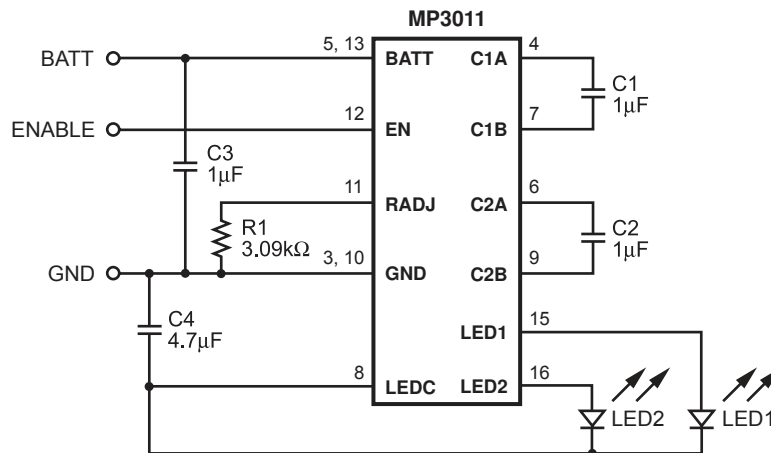 MP3011
BATT
5, 13
BATT
C1A
4
C1
1µF
ENABLE
12
EN
C1B
7
C3
1µF
11
RADJ
C2A
6
R1
3.09kΩ
C2
1µF
GND
3, 10
GND
C2B
9
C4
4.7µF
LED1
15
8
LEDC
LED2
16
LED2
LED1